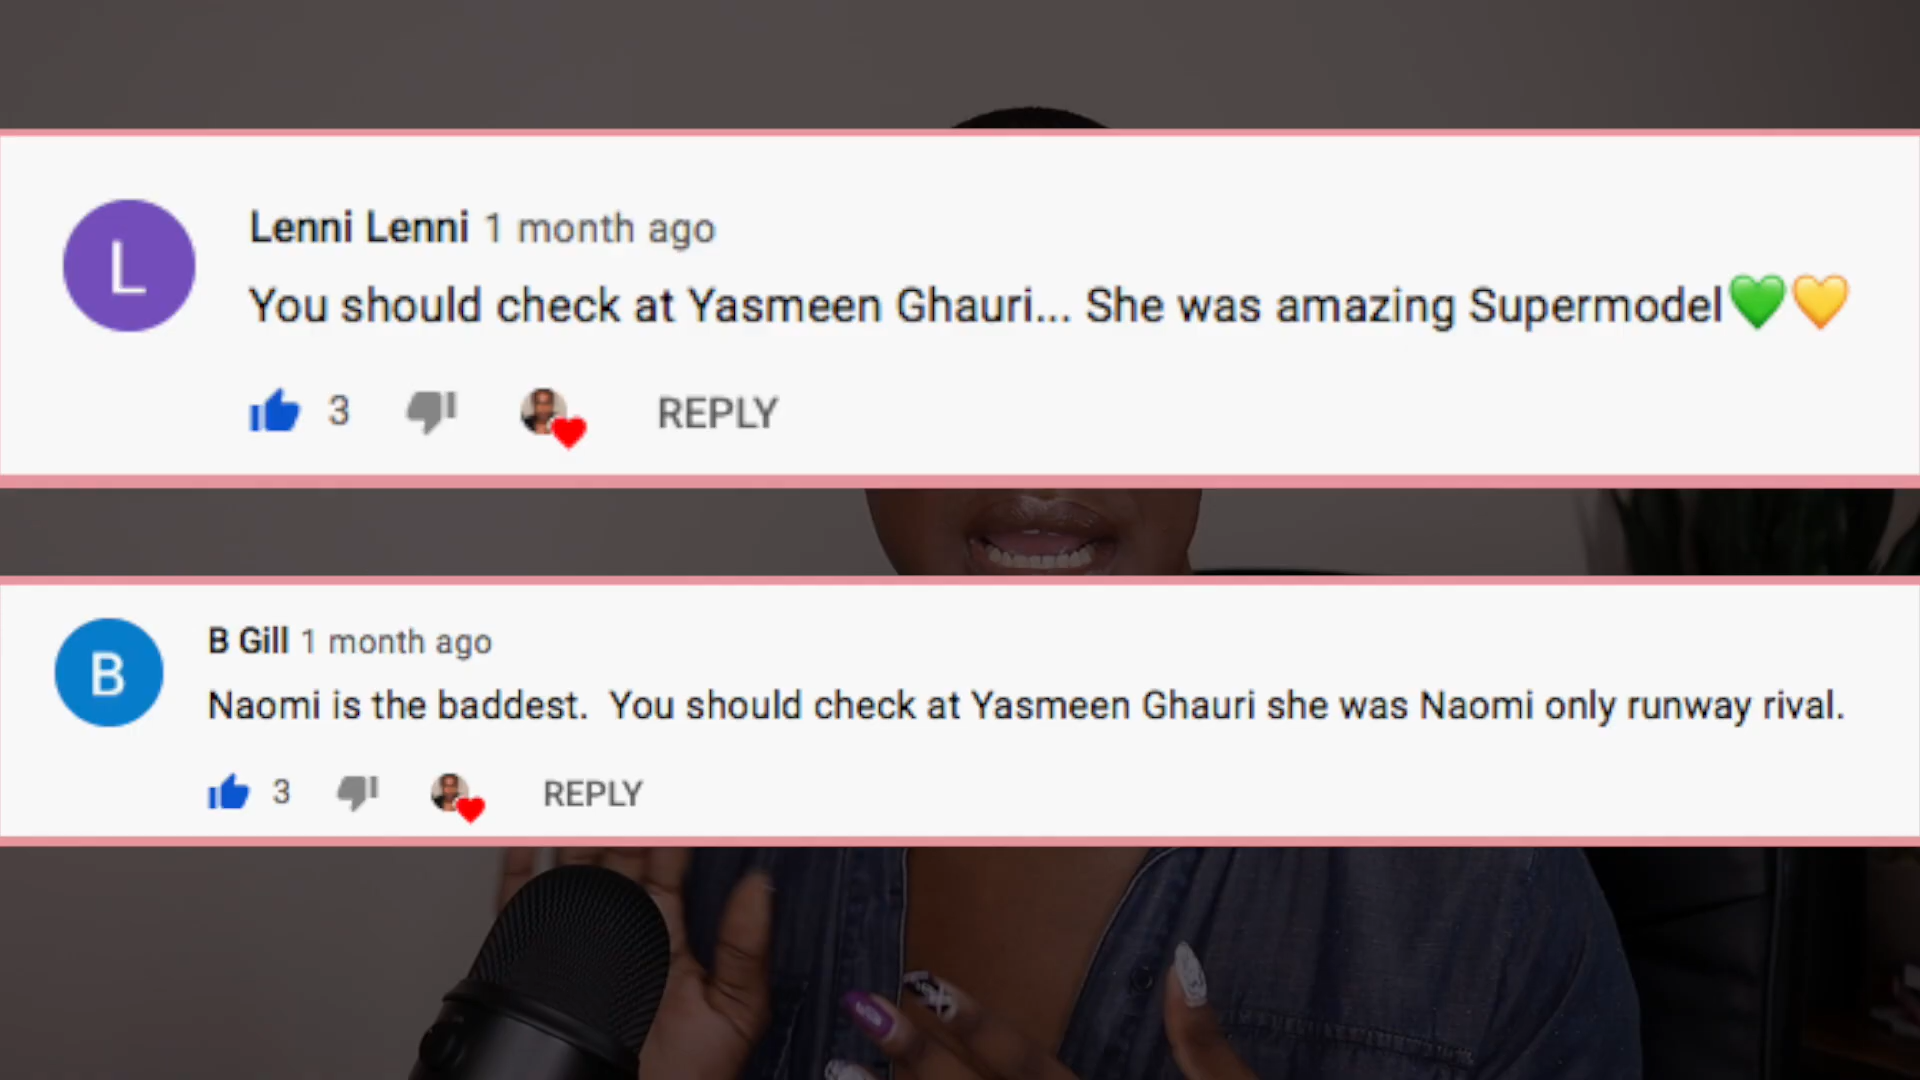 L
Lenni Lenni 1 month ago
You should check at Yasmeen Ghauri... She was amazing Supermodel💚💛
3 REPLY
B
B Gill 1 month ago
Naomi is the baddest.  You should check at Yasmeen Ghauri she was Naomi only runway rival.
3 REPLY